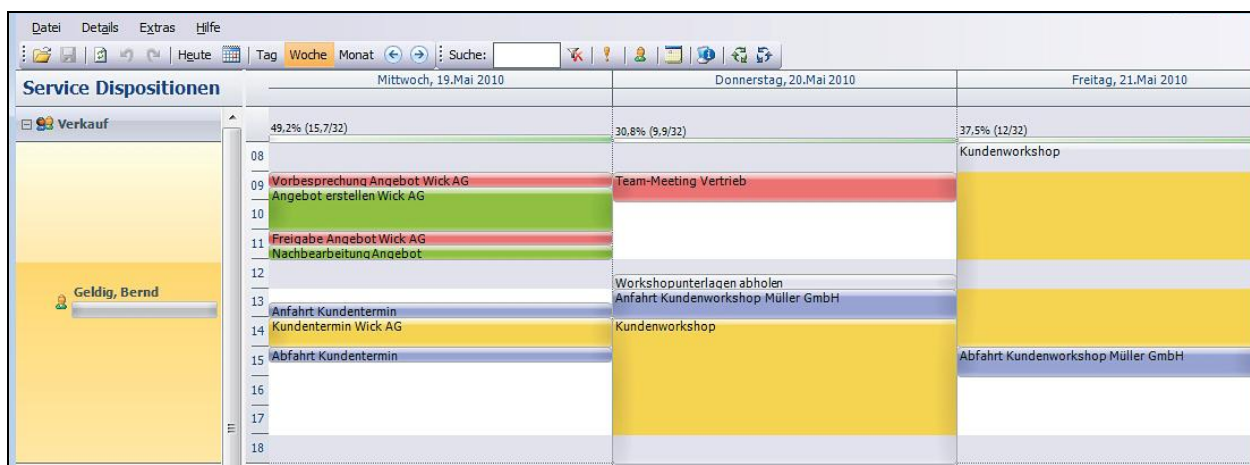 Datei Details Extras Hilfe
Heute Tag Woche Monat Suche:
Service Dispositionen
Mittwoch, 19.Mai 2010 Donnerstag, 20.Mai 2010 Freitag, 21.Mai 2010
Verkauf
49,2% (15,7/32) 30,8% (9,9/32) 37,5% (12/32)
08 Kundenworkshop
09 Vorbesprechung Angebot Wick AG Team-Meeting Vertrieb
Angebot erstellen Wick AG
10
11 Freigabe Angebot Wick AG
Nachbearbeitung Angebot
12 Workshopunterlagen abholen
Geldig, Bernd
13 Anfahrt Kundenworkshop Müller GmbH
Anfahrt Kundentermin
14 Kundentermin Wick AG Kundenworkshop
15 Abfahrt Kundentermin Abfahrt Kundenworkshop Müller GmbH
16
17
18